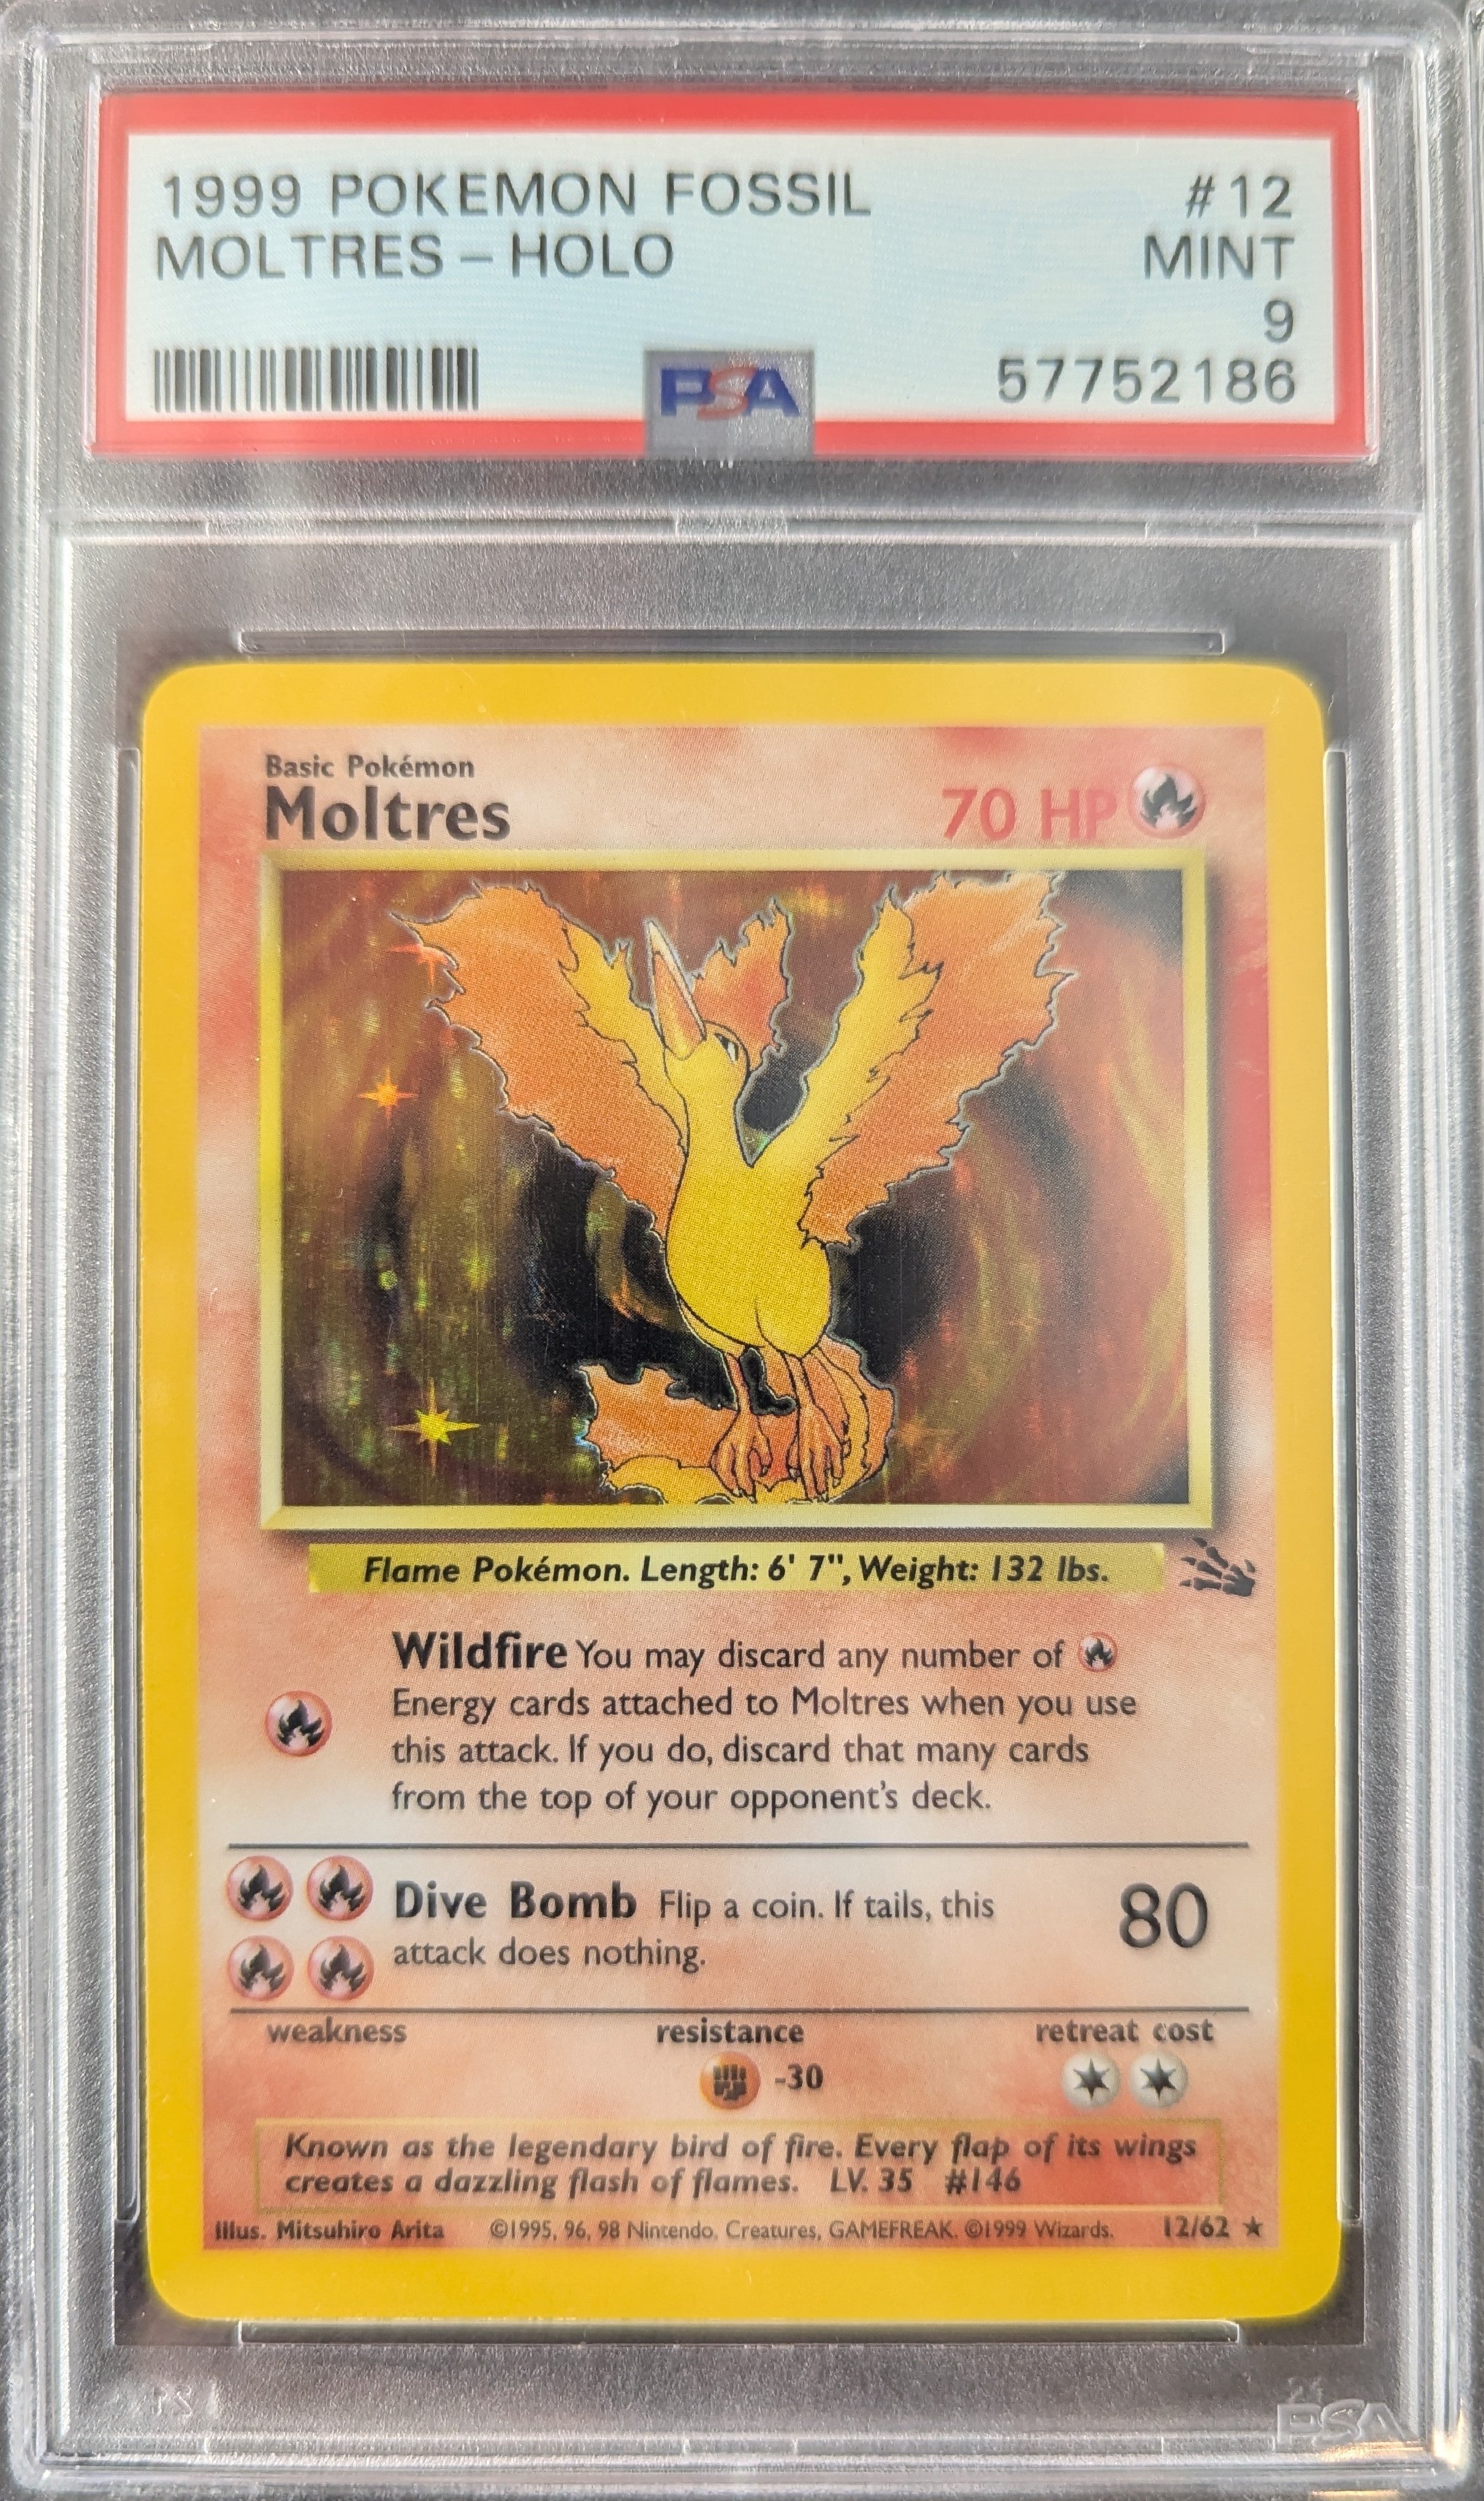 1999 POKEMON FOSSIL #12
MOLTRES - HOLO MINT
9
PSA 57752186
Basic Pokémon
Moltres 70 HP
Flame Pokémon. Length: 6' 7", Weight: 132 lbs.
Wildfire You may discard any number of
Energy cards attached to Moltres when you use
this attack. If you do, discard that many cards
from the top of your opponent's deck.
Dive Bomb Flip a coin. If tails, this 80
attack does nothing.
weakness resistance retreat cost
-30
Known as the legendary bird of fire. Every flap of its wings
creates a dazzling flash of flames. LV. 35 #146
Illus. Mitsuhiro Arita ©1995, 96, 98 Nintendo, Creatures, GAMEFREAK. ©1999 Wizards. 12/62 ★
PSA